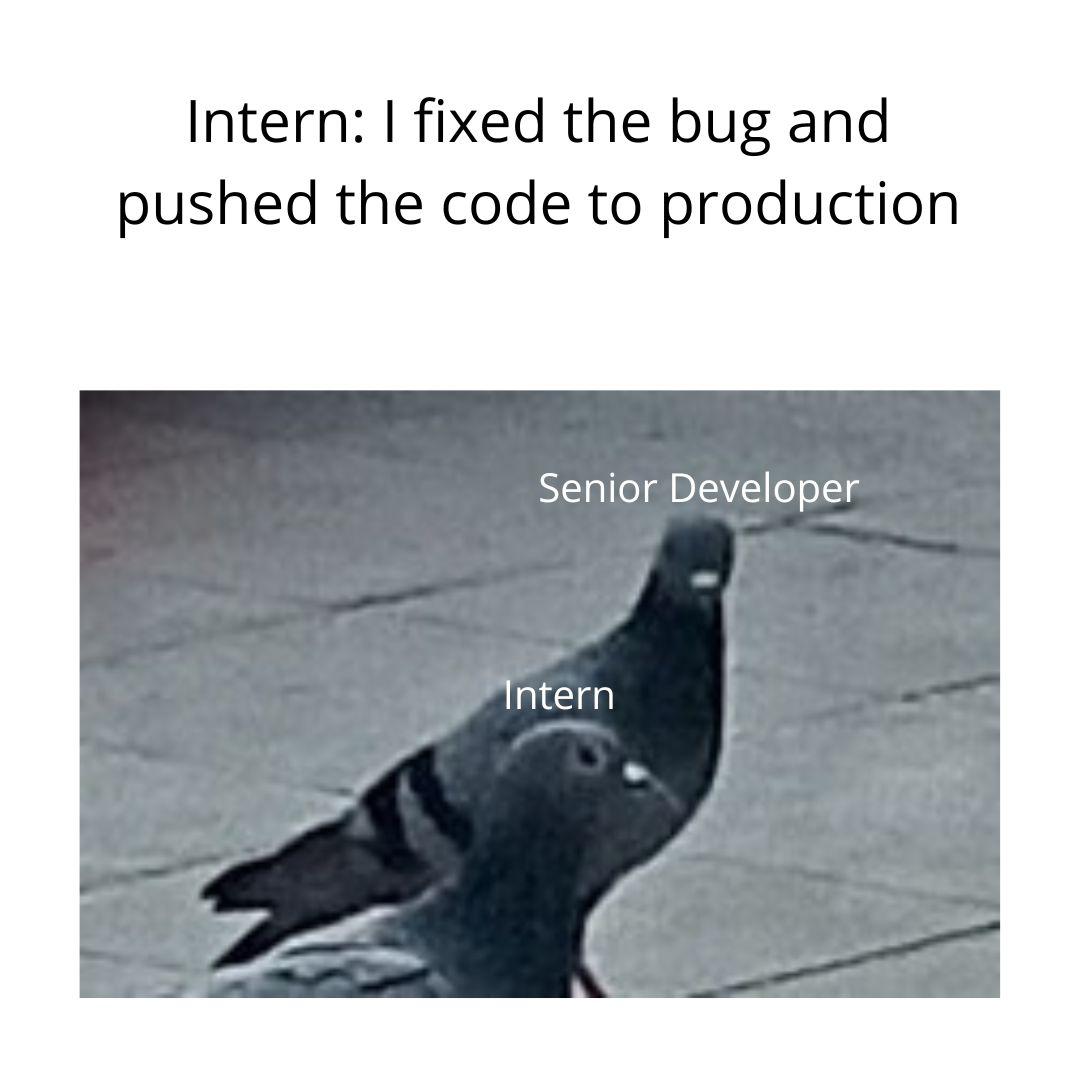 Intern: I fixed the bug and
pushed the code to production
Senior Developer
Intern